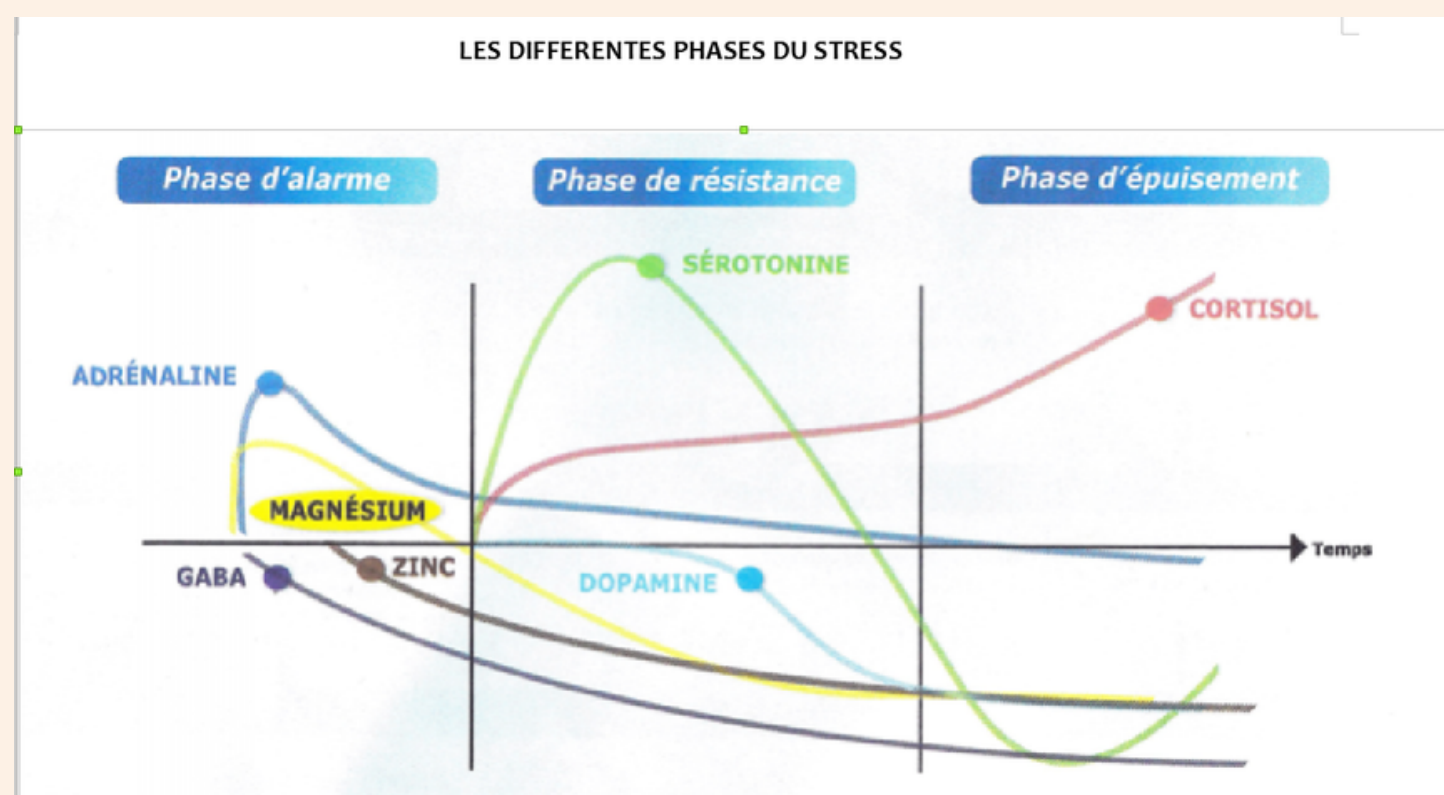 LES DIFFERENTES PHASES DU STRESS
Phase d'alarme
Phase de résistance
Phase d'épuisement
SÉROTONINE
CORTISOL
ADRÉNALINE
MAGNÉSIUM
Temps
GABA
ZINC
DOPAMINE